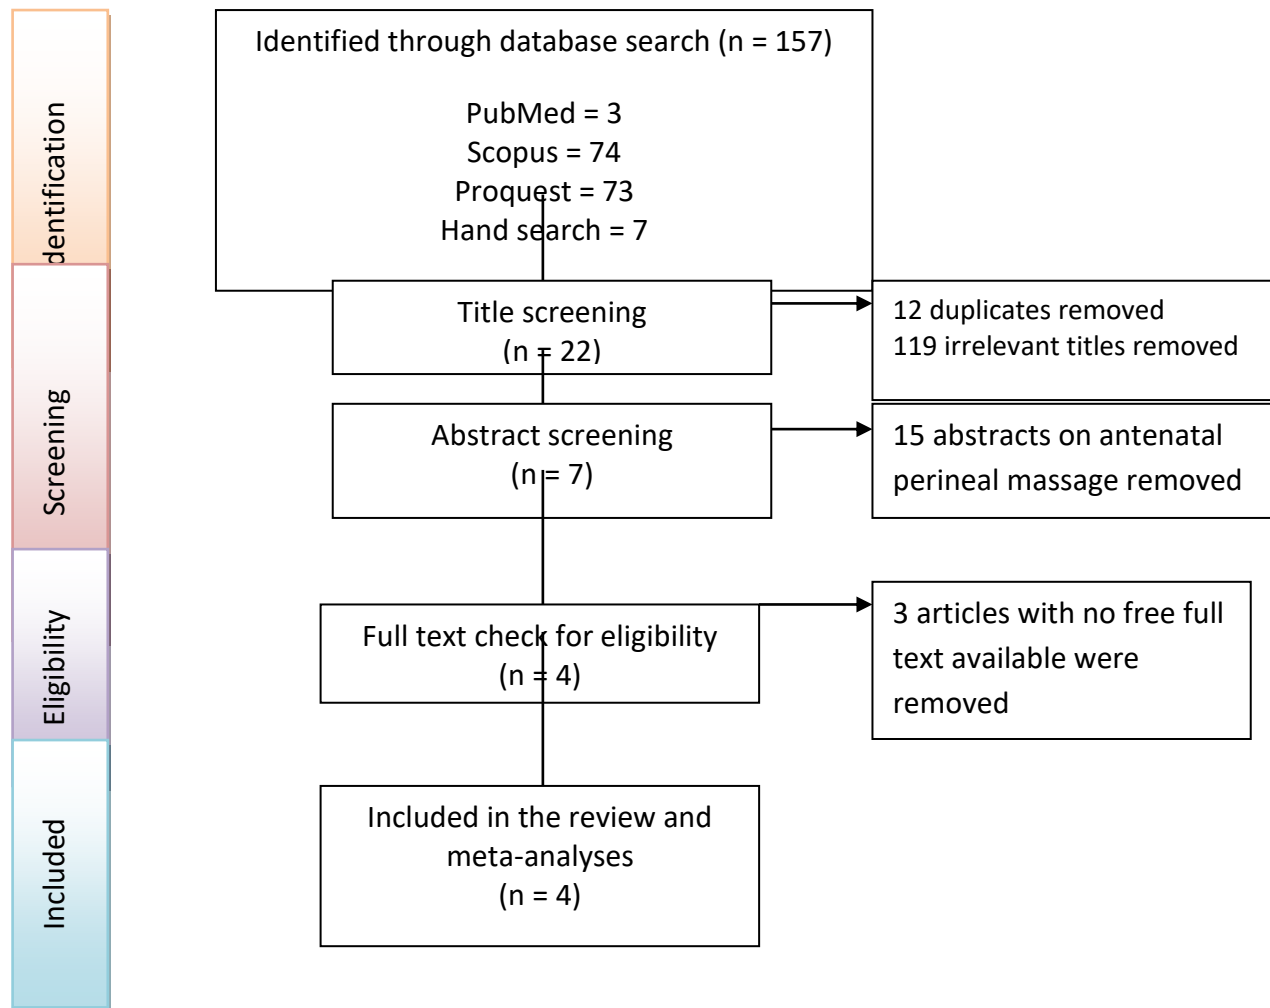 Identification
Identified through database search (n = 157)
PubMed = 3
Scopus = 74
Proquest = 73
Hand search = 7
Screening
Title screening
(n = 22)
12 duplicates removed
119 irrelevant titles removed
Abstract screening
(n = 7)
15 abstracts on antenatal
perineal massage removed
Eligibility
Full text check for eligibility
(n = 4)
3 articles with no free full
text available were
removed
Included
Included in the review and
meta-analyses
(n = 4)